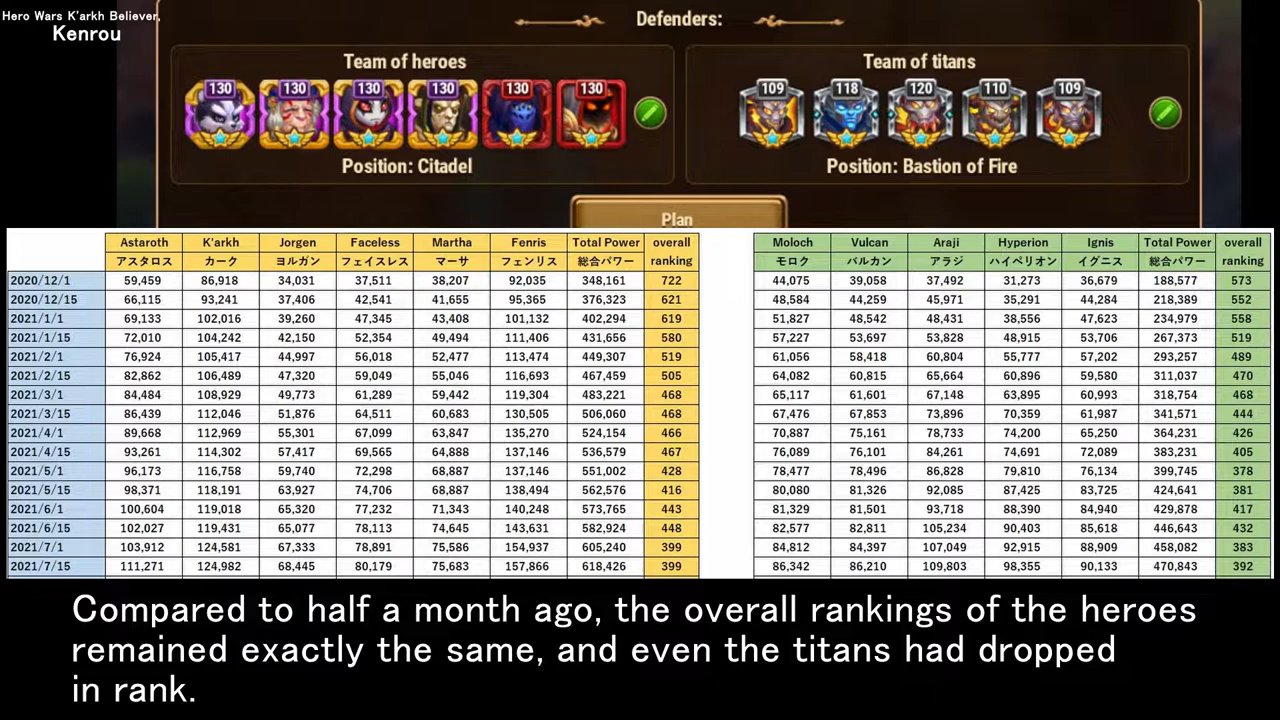 Hero Wars K'arkh Believer,
Kenrou
Defenders:
Team of heroes
130 130 130 130 130 130
Position: Citadel
Team of titans
109 118 120 110 109
Position: Bastion of Fire
Plan
Astaroth K'arkh Jorgen Faceless Martha Fenris Total Power overall
アスタロス カーク ヨルガン フェイスレス マーサ フェンリス 総合パワー ranking
2020/12/1 59,459 86,918 34,031 37,511 38,207 92,035 348,161 722
2020/12/15 66,115 93,241 37,406 42,541 41,655 95,365 376,323 621
2021/1/1 69,133 102,016 39,260 47,345 43,408 101,132 402,294 619
2021/1/15 72,010 104,242 42,150 52,354 49,494 111,406 431,656 580
2021/2/1 76,924 105,417 44,997 56,018 52,477 113,474 449,307 519
2021/2/15 82,862 106,489 47,320 59,049 55,046 116,693 467,459 505
2021/3/1 84,484 108,929 49,773 61,289 59,442 119,304 483,221 468
2021/3/15 86,439 112,046 51,876 64,511 60,683 130,505 506,060 468
2021/4/1 89,668 112,969 55,301 67,099 63,847 135,270 524,154 466
2021/4/15 93,261 114,302 57,417 69,565 64,888 137,146 536,579 467
2021/5/1 96,173 116,758 59,740 72,298 68,887 137,146 551,002 428
2021/5/15 98,371 118,191 63,927 74,706 68,887 138,494 562,576 416
2021/6/1 100,604 119,018 65,320 77,232 71,343 140,248 573,765 443
2021/6/15 102,027 119,431 65,077 78,113 74,645 143,631 582,924 448
2021/7/1 103,912 124,581 67,333 78,891 75,586 154,937 605,240 399
2021/7/15 111,271 124,982 68,445 80,179 75,683 157,866 618,426 399
Moloch Vulcan Araji Hyperion Ignis Total Power overall
モロク バルカン アラジ ハイペリオン イグニス 総合パワー ranking
44,075 39,058 37,492 31,273 36,679 188,577 573
48,584 44,259 45,971 35,291 44,284 218,389 552
51,827 48,542 48,431 38,556 47,623 234,979 558
57,227 53,697 53,828 48,915 53,706 267,373 519
61,056 58,418 60,804 55,777 57,202 293,257 489
64,082 60,815 65,664 60,896 59,580 311,037 470
65,117 61,601 67,148 63,895 60,993 318,754 468
67,476 67,853 73,896 70,359 61,987 341,571 444
70,887 75,161 78,733 74,200 65,250 364,231 426
76,089 76,101 84,261 74,691 72,089 383,231 405
78,477 78,496 86,828 79,810 76,134 399,745 378
80,080 81,326 92,085 87,425 83,725 424,641 381
81,329 81,501 93,718 88,390 84,940 429,878 417
82,577 82,811 105,234 90,403 85,618 446,643 432
84,812 84,397 107,049 92,915 88,909 458,082 383
86,342 86,210 109,803 98,355 90,133 470,843 392
Compared to half a month ago, the overall rankings of the heroes
remained exactly the same, and even the titans had dropped
in rank.